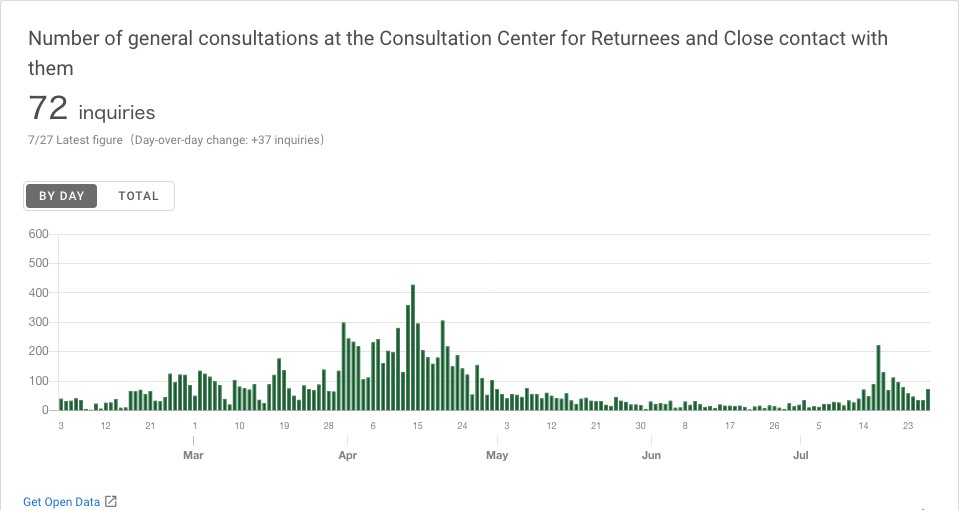 Number of general consultations at the Consultation Center for Returnees and Close contact with
them
72 inquiries
7/27 Latest figure（Day-over-day change: +37 inquiries）
BY DAY TOTAL
600
500
400
300
200
100
0
3 12 21 1 10 19 28 6 15 24 3 12 21 30 8 17 26 5 14 23
Mar Apr May Jun Jul
Get Open Data